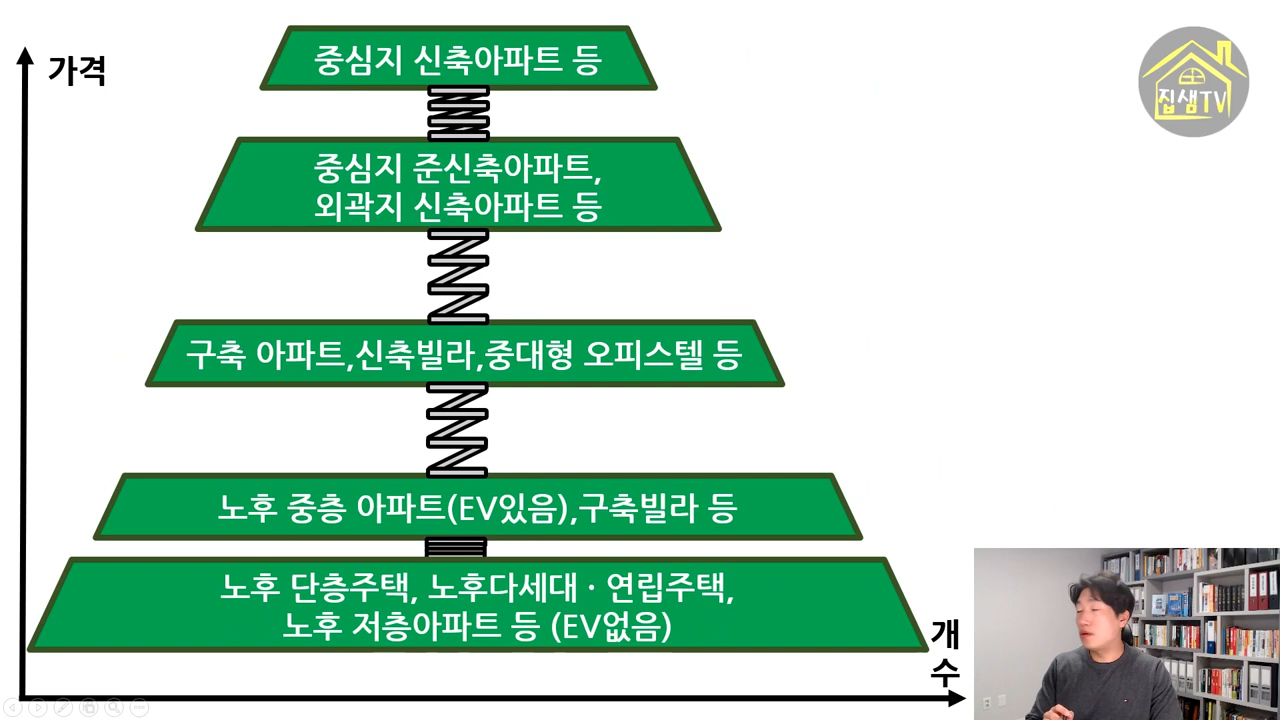 가격
중심지 신축아파트 등
집샘TV
중심지 준신축아파트,
외곽지 신축아파트 등
구축 아파트,신축빌라,중대형 오피스텔 등
노후 중층 아파트(EV있음),구축빌라 등
노후 단층주택, 노후다세대 · 연립주택,
노후 저층아파트 등 (EV없음)
개
수